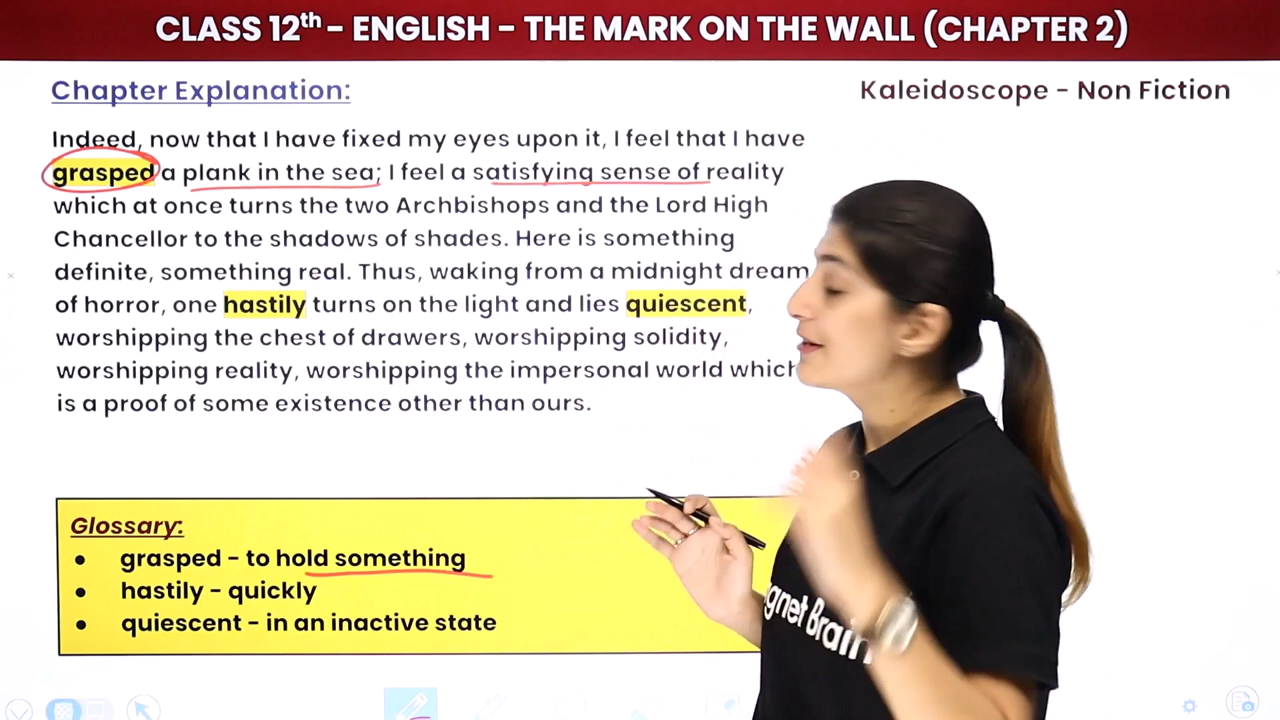 CLASS 12th - ENGLISH - THE MARK ON THE WALL (CHAPTER 2)
Chapter Explanation:
Kaleidoscope - Non Fiction
Indeed, now that I have fixed my eyes upon it, I feel that I have
grasped a plank in the sea; I feel a satisfying sense of reality
which at once turns the two Archbishops and the Lord High
Chancellor to the shadows of shades. Here is something
definite, something real. Thus, waking from a midnight dream
of horror, one hastily turns on the light and lies quiescent,
worshipping the chest of drawers, worshipping solidity,
worshipping reality, worshipping the impersonal world which
is a proof of some existence other than ours.
Glossary:
● grasped - to hold something
● hastily - quickly
● quiescent - in an inactive state
gnet Brain